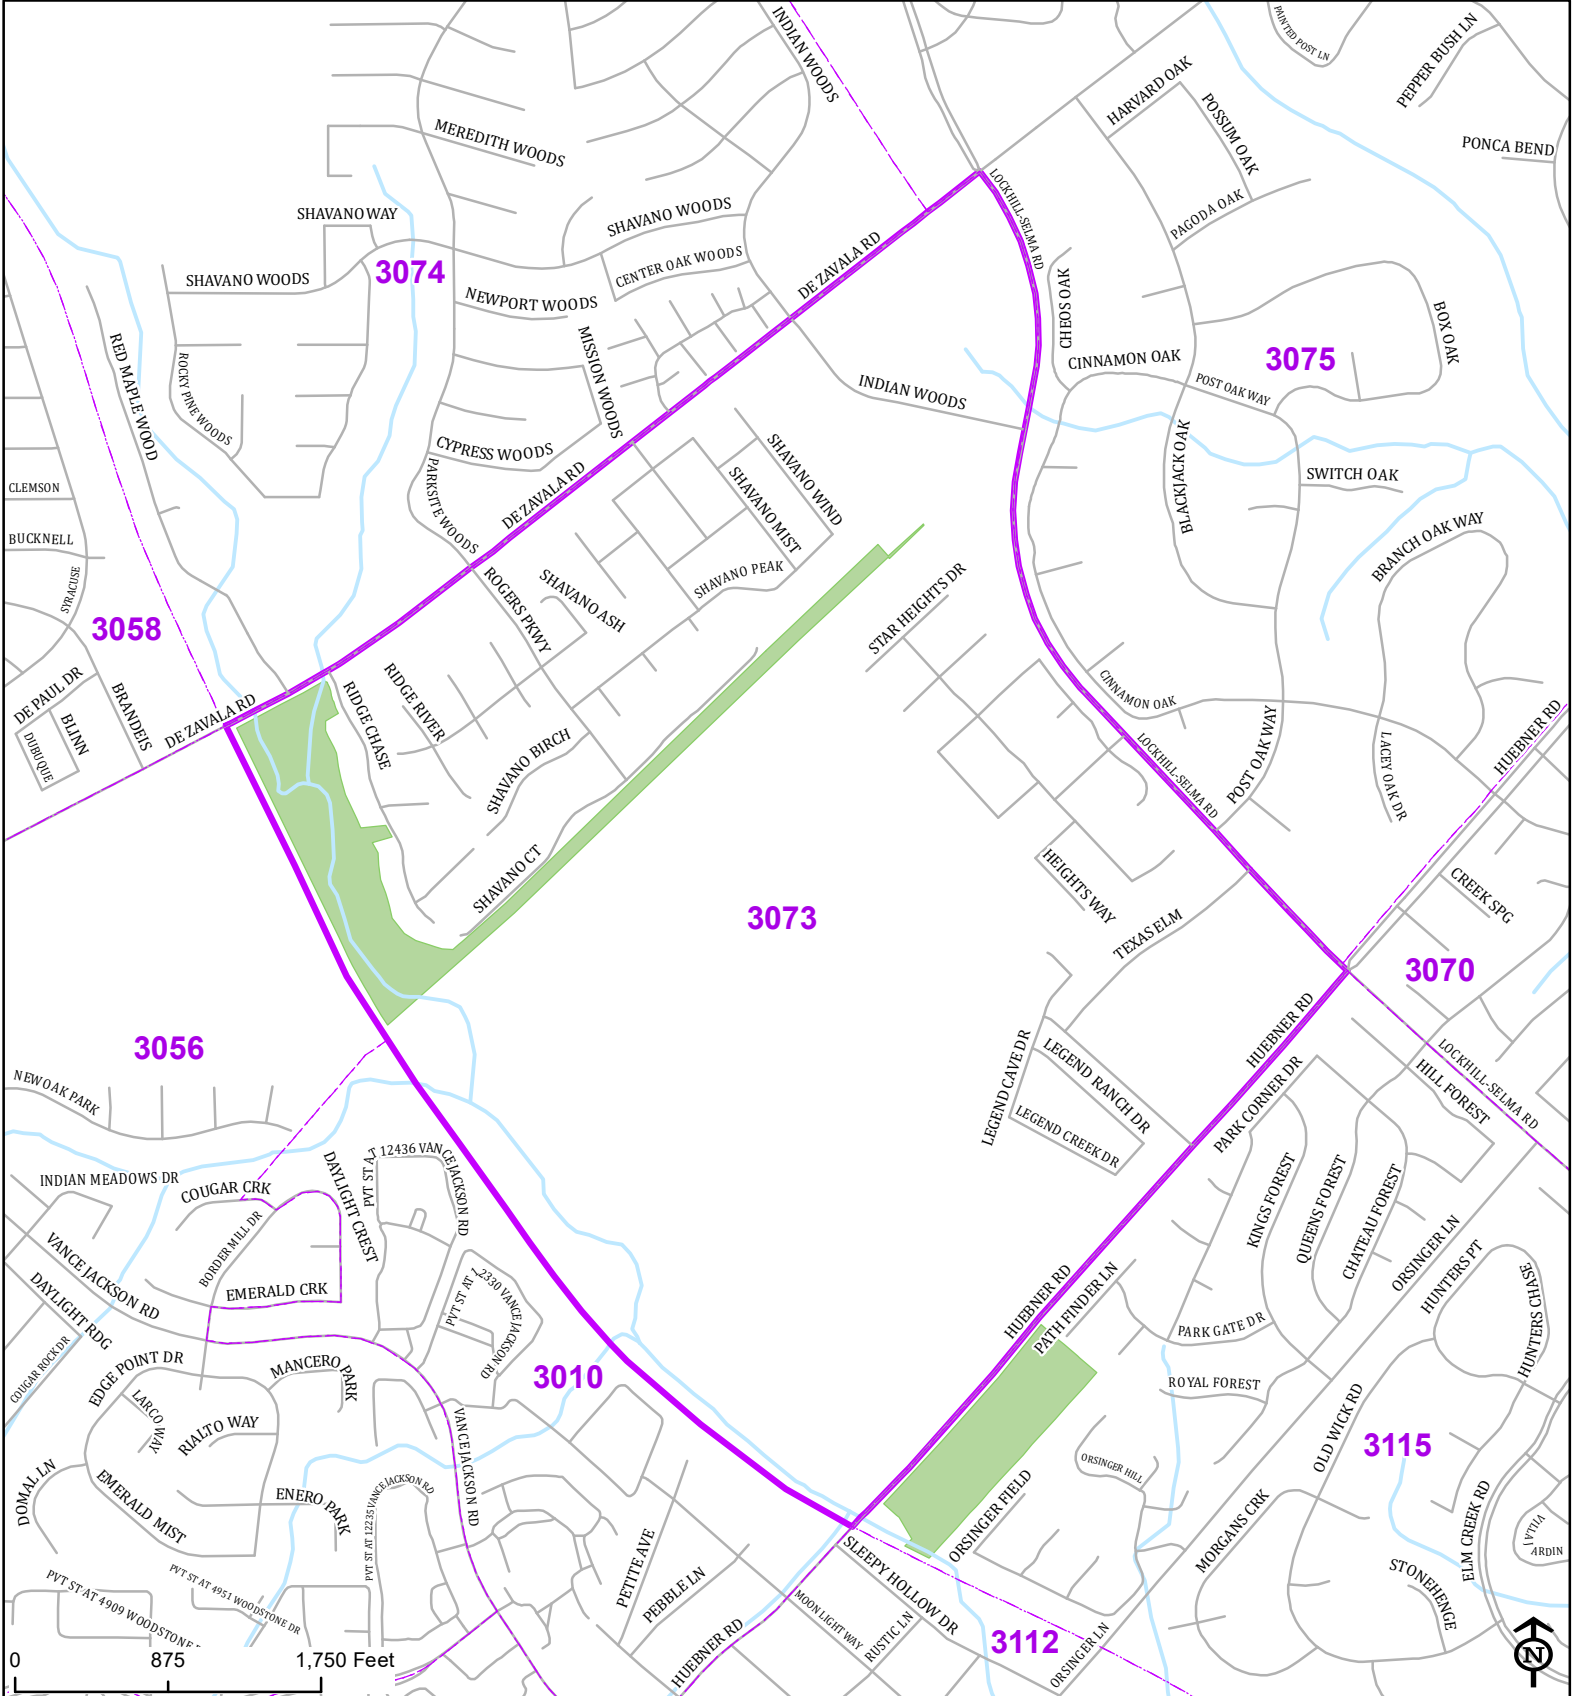 INDIAN WOODS
PAINTED POST LN
PEPPER BUSH LN
HARVARD OAK
POSSUM OAK
PONCA BEND
MEREDITH WOODS
LOCKHILL-SELMA RD
PAGODA OAK
SHAVANO WAY
SHAVANO WOODS
CENTER OAK WOODS
DE ZAVALA RD
3074
SHAVANO WOODS
NEWPORT WOODS
CHEOS OAK
BOX OAK
RED MAPLE WOOD
ROCKY PINE WOODS
MISSION WOODS
CINNAMON OAK
3075
POST OAK WAY
INDIAN WOODS
CYPRESS WOODS
PARKSITE WOODS
DE ZAVALA RD
SHAVANO WIND
SHAVANO MIST
BLACKJACK OAK
SWITCH OAK
CLEMSON
BUCKNELL
SYRACUSE
BRANCH OAK WAY
SHAVANO PEAK
ROGERS PKWY
SHAVANO ASH
STAR HEIGHTS DR
3058
DE PAUL DR
BLINN
DUBUQUE
BRANDEIS
DE ZAVALA RD
RIDGE CHASE
RIDGE RIVER
SHAVANO BIRCH
CINNAMON OAK
LOCKHILL-SELMA RD
POST OAK WAY
LACEY OAK DR
HUEBNER RD
SHAVANO CT
HEIGHTS WAY
CREEK SPG
3073
TEXAS ELM
3070
3056
HUEBNER RD
NEW OAK PARK
LEGEND CAVE DR
LEGEND RANCH DR
LEGEND CREEK DR
PARK CORNER DR
HILL FOREST
LOCKHILL-SELMA RD
INDIAN MEADOWS DR
COUGAR CRK
DAYLIGHT CREST
PVT ST AT 12436 VANCE JACKSON RD
KINGS FOREST
QUEENS FOREST
CHATEAU FOREST
ORSINGER LN
BORDER MILL DR
VANCE JACKSON RD
DAYLIGHT RDG
EMERALD CRK
PVT ST AT 12330 VANCE JACKSON RD
HUEBNER RD
PATH FINDER LN
PARK GATE DR
HUNTERS PT
HUNTERS CHASE
COUGAR ROCK DR
EDGE POINT DR
MANCERO PARK
3010
ROYAL FOREST
OLD WICK RD
LARCO WAY
RIALTO WAY
VANCE JACKSON RD
3115
DOMAL LN
EMERALD MIST
ENERO PARK
PVT ST AT 12235 VANCE JACKSON RD
ORSINGER HILL
ORSINGER FIELD
MORGANS CRK
ELM CREEK RD
VILLA
ARDIN
PVT ST AT 4909 WOODSTONE
PVT ST AT 4951 WOODSTONE DR
PETITE AVE
PEBBLE LN
SLEEPY HOLLOW DR
STONEHENGE
MOON LIGHT WAY
RUSTIC LN
HUEBNER RD
3112
ORSINGER LN
0 875 1,750 Feet
N